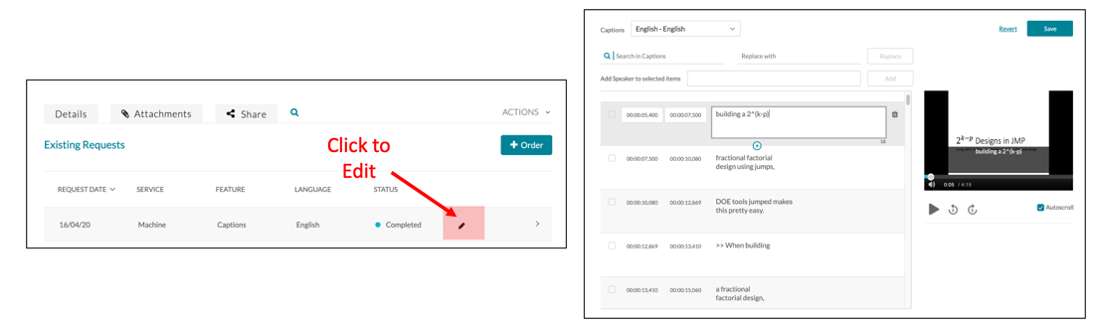 Details Attachments Share ACTIONS
Existing Requests
+ Order
Click to
Edit
REQUEST DATE SERVICE FEATURE LANGUAGE STATUS
16/04/20 Machine Captions English Completed
Captions English - English Revert Save
Search in Captions Replace with Replace
Add Speaker to selected items Add
00:00:05,400 00:00:07,500 building a 2^(k-p)
18
00:00:07,500 00:00:10,080 fractional factorial
design using jumps,
00:00:10,080 00:00:12,869 DOE tools jumped makes
this pretty easy.
00:00:12,869 00:00:13,410 >> When building
00:00:13,410 00:00:15,060 a fractional
factorial design,
2^{k-p} Designs in JMP
building a 2^(k-p)
0:05 / 4:15
Autoscroll